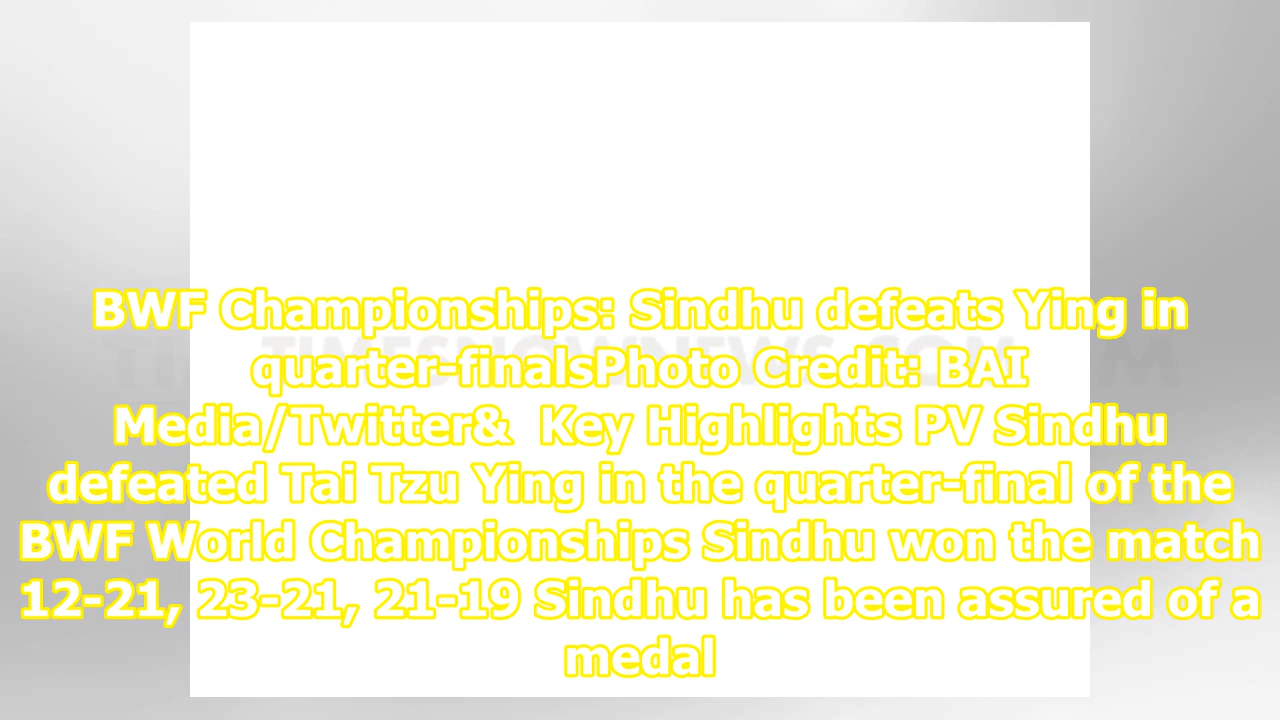 BWF Championships: Sindhu defeats Ying in
TIMESNOWNEWS.COM
quarter-finalsPhoto Credit: BAI
Media/Twitter& Key Highlights PV Sindhu
defeated Tai Tzu Ying in the quarter-final of the
BWF World Championships Sindhu won the match
12-21, 23-21, 21-19 Sindhu has been assured of a
medal